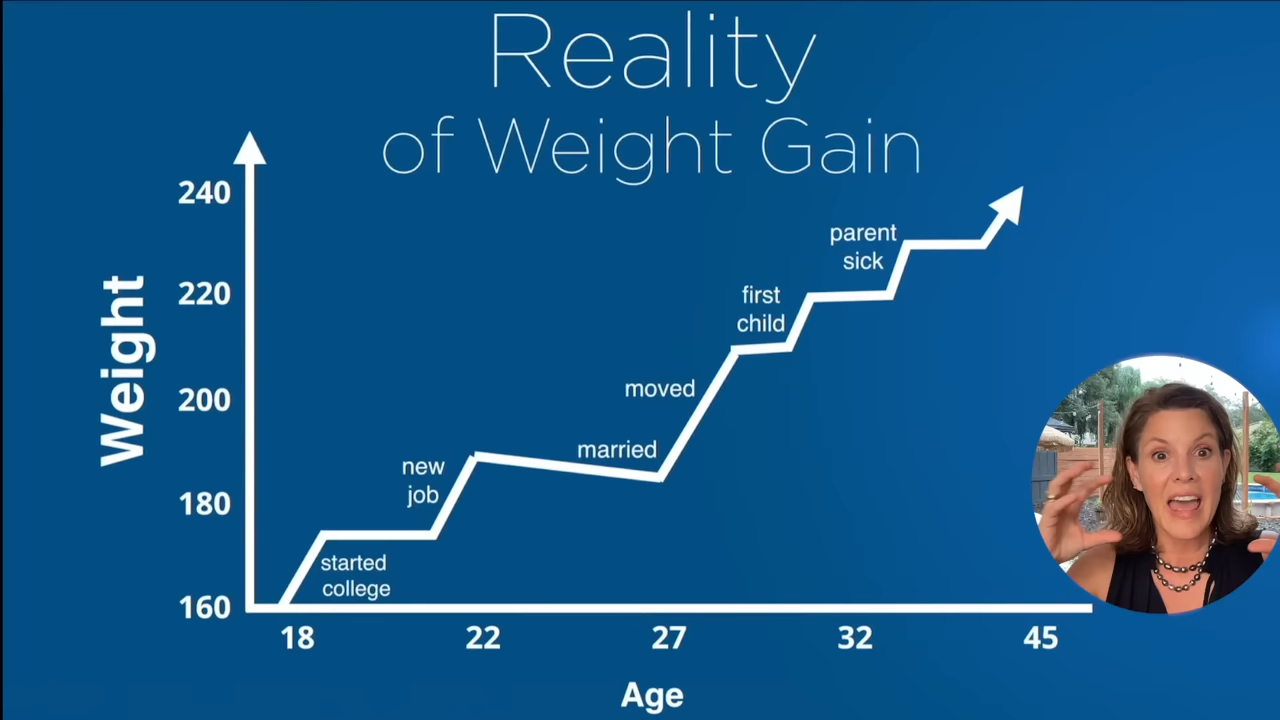 Reality
of Weight Gain
240
220
200
180
160
Weight
started
college
new
job
married
moved
first
child
parent
sick
18 22 27 32 45
Age